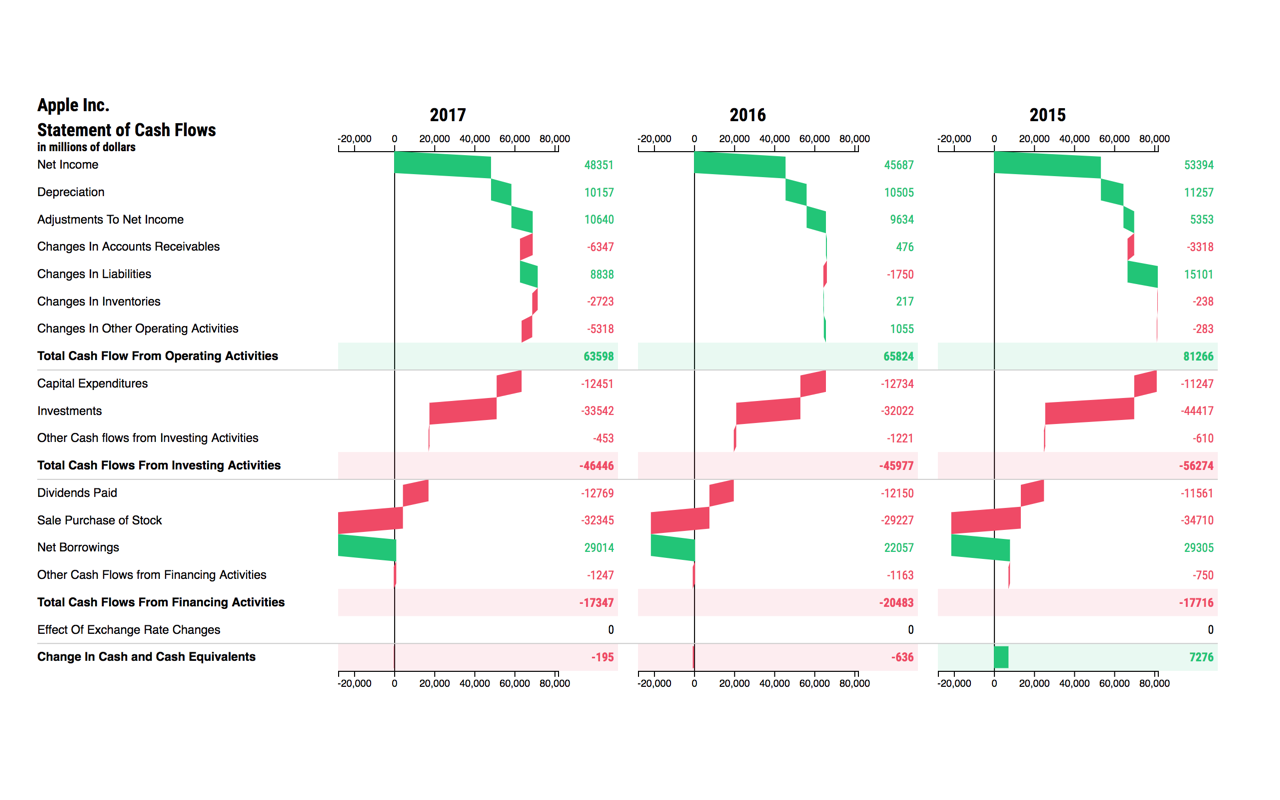 Apple Inc.
2017 2016 2015
Statement of Cash Flows
-20,000 0 20,000 40,000 60,000 80,000 -20,000 0 20,000 40,000 60,000 80,000 -20,000 0 20,000 40,000 60,000 80,000
in millions of dollars
Net Income 48351 45687 53394
Depreciation 10157 10505 11257
Adjustments To Net Income 10640 9634 5353
Changes In Accounts Receivables -6347 476 -3318
Changes In Liabilities 8838 -1750 15101
Changes In Inventories -2723 217 -238
Changes In Other Operating Activities -5318 1055 -283
Total Cash Flow From Operating Activities 63598 65824 81266
Capital Expenditures -12451 -12734 -11247
Investments -33542 -32022 -44417
Other Cash flows from Investing Activities -453 -1221 -610
Total Cash Flows From Investing Activities -46446 -45977 -56274
Dividends Paid -12769 -12150 -11561
Sale Purchase of Stock -32345 -29227 -34710
Net Borrowings 29014 22057 29305
Other Cash Flows from Financing Activities -1247 -1163 -750
Total Cash Flows From Financing Activities -17347 -20483 -17716
Effect Of Exchange Rate Changes 0 0 0
Change In Cash and Cash Equivalents -195 -636 7276
-20,000 0 20,000 40,000 60,000 80,000 -20,000 0 20,000 40,000 60,000 80,000 -20,000 0 20,000 40,000 60,000 80,000